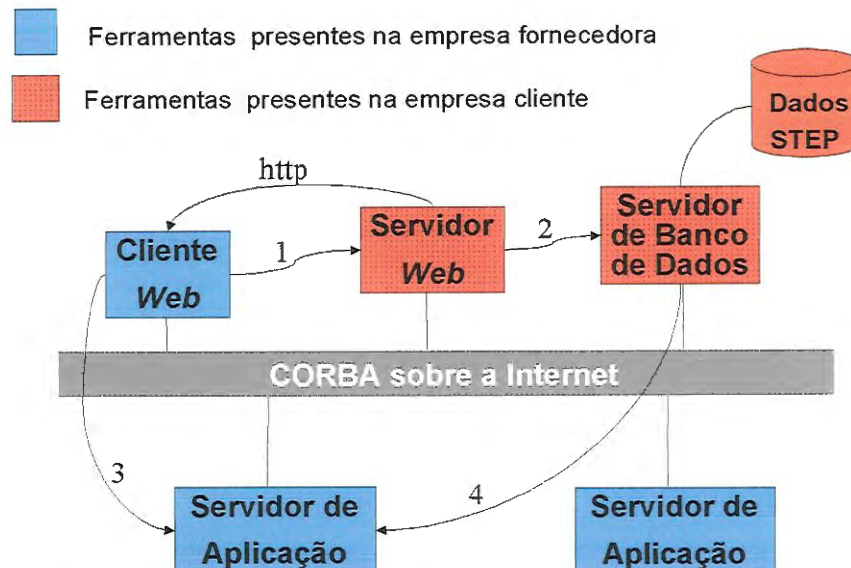 Ferramentas presentes na empresa fornecedora
Ferramentas presentes na empresa cliente
Dados
STEP
http
Cliente
Web
1
Servidor
Web
2
Servidor
de Banco
de Dados
CORBA sobre a Internet
3
4
Servidor de
Aplicação
Servidor de
Aplicação